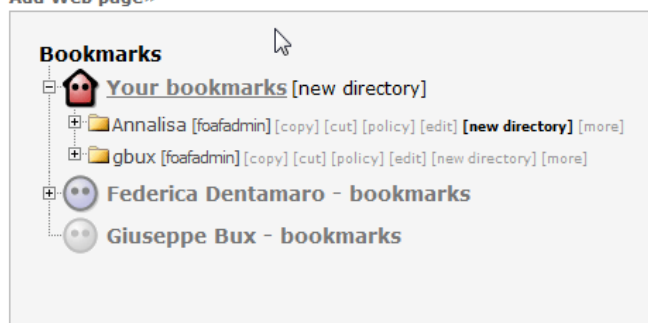 Add Web page»
Bookmarks
Your bookmarks [new directory]
Annalisa [foafadmin] [copy] [cut] [policy] [edit] [new directory] [more]
gbux [foafadmin] [copy] [cut] [policy] [edit] [new directory] [more]
Federica Dentamaro - bookmarks
Giuseppe Bux - bookmarks